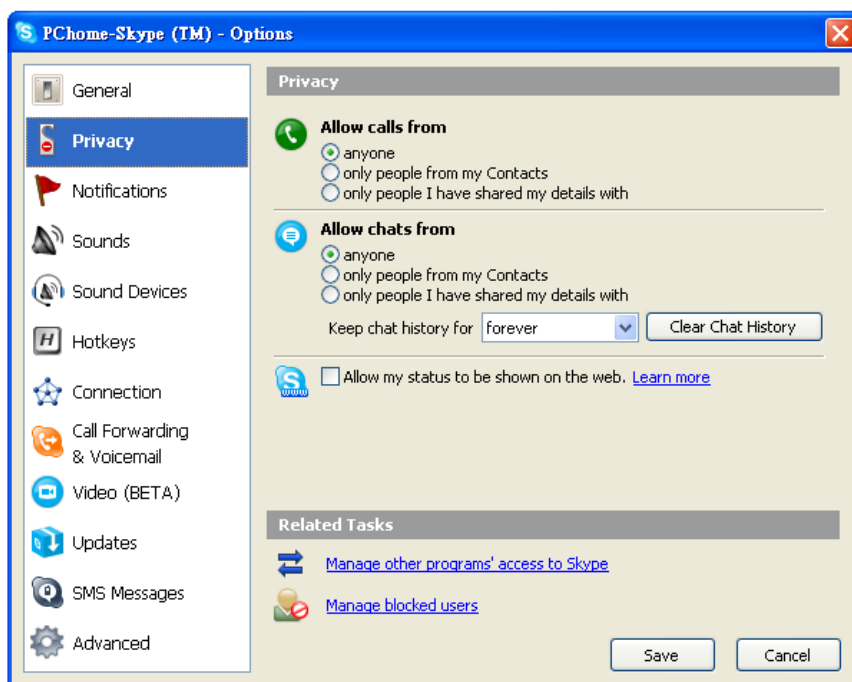 PChome-Skype (TM) - Options
General
Privacy
Notifications
Sounds
Sound Devices
H
Hotkeys
Connection
Call Forwarding
& Voicemail
Video (BETA)
Updates
SMS Messages
Advanced
Privacy
Allow calls from
anyone
only people from my Contacts
only people I have shared my details with
Allow chats from
anyone
only people from my Contacts
only people I have shared my details with
Keep chat history for forever Clear Chat History
S www Allow my status to be shown on the web. Learn more
Related Tasks
Manage other programs' access to Skype
Manage blocked users
Save Cancel